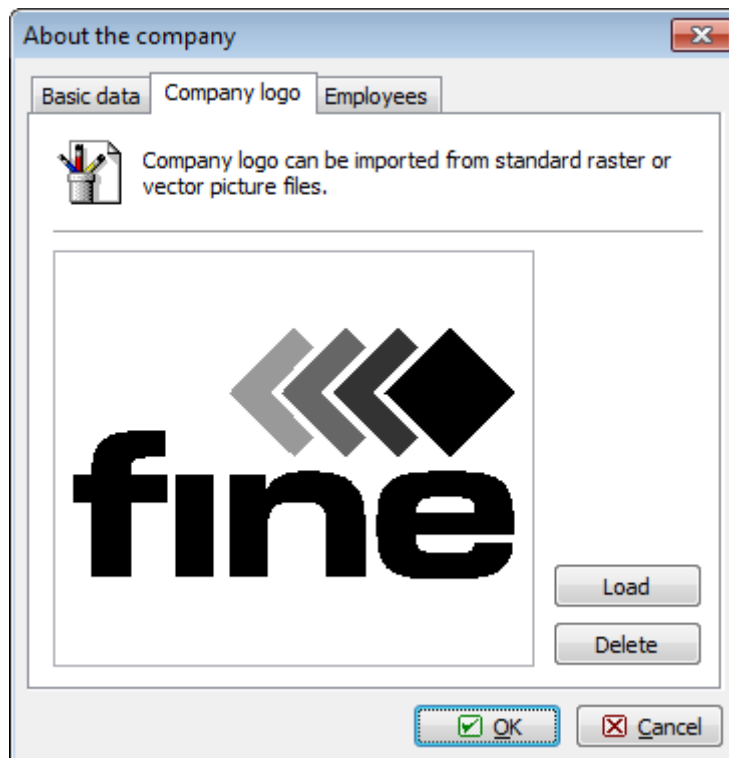 About the company
Basic data Company logo Employees
Company logo can be imported from standard raster or
vector picture files.
fine
Load
Delete
OK Cancel